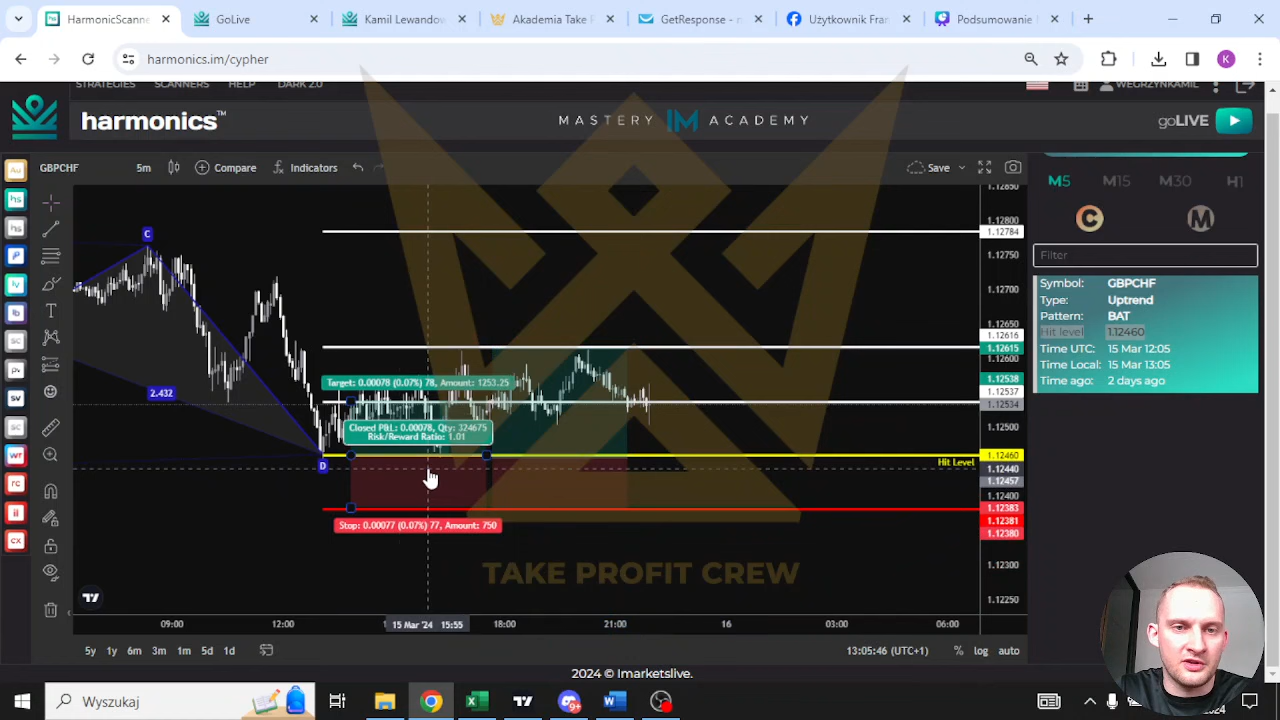 HarmonicScanne
GoLive
Kamil Lewandow
Akademia Take P
GetResponse - n
Użytkownik Fran
Podsumowanie
harmonics.im/cypher
K
STRATEGIES SCANNERS HELP DARK 2.0
WEGRZYNKAMIL
harmonics™
MASTERY IM ACADEMY
goLIVE
GBPCHF 5m Compare Indicators Save
M5 M15 M30 H1
C M
Filter
Symbol: GBPCHF
Type: Uptrend
Pattern: BAT
Hit level 1.12460
Time UTC: 15 Mar 12:05
Time Local: 15 Mar 13:05
Time ago: 2 days ago
1.12850
1.12800
1.12784
1.12750
1.12700
1.12650
1.12616
1.12615
1.12600
1.12538
1.12537
1.12534
1.12500
1.12460
1.12440
1.12457
1.12400
1.12383
1.12381
1.12380
1.12300
1.12250
C
2.432
D
Target: 0.00078 (0.07%) 78, Amount: 1253.25
Closed P&L: 0.00078, Qty: 324675
Risk/Reward Ratio: 1.01
Hit Level
Stop: 0.00077 (0.07%) 77, Amount: 750
TAKE PROFIT CREW
09:00 12:00 15 Mar '24 15:55 18:00 21:00 16 03:00 06:00
5y 1y 6m 3m 1m 5d 1d
13:05:46 (UTC+1) % log auto
2024 © Imarketslive.
Wyszukaj